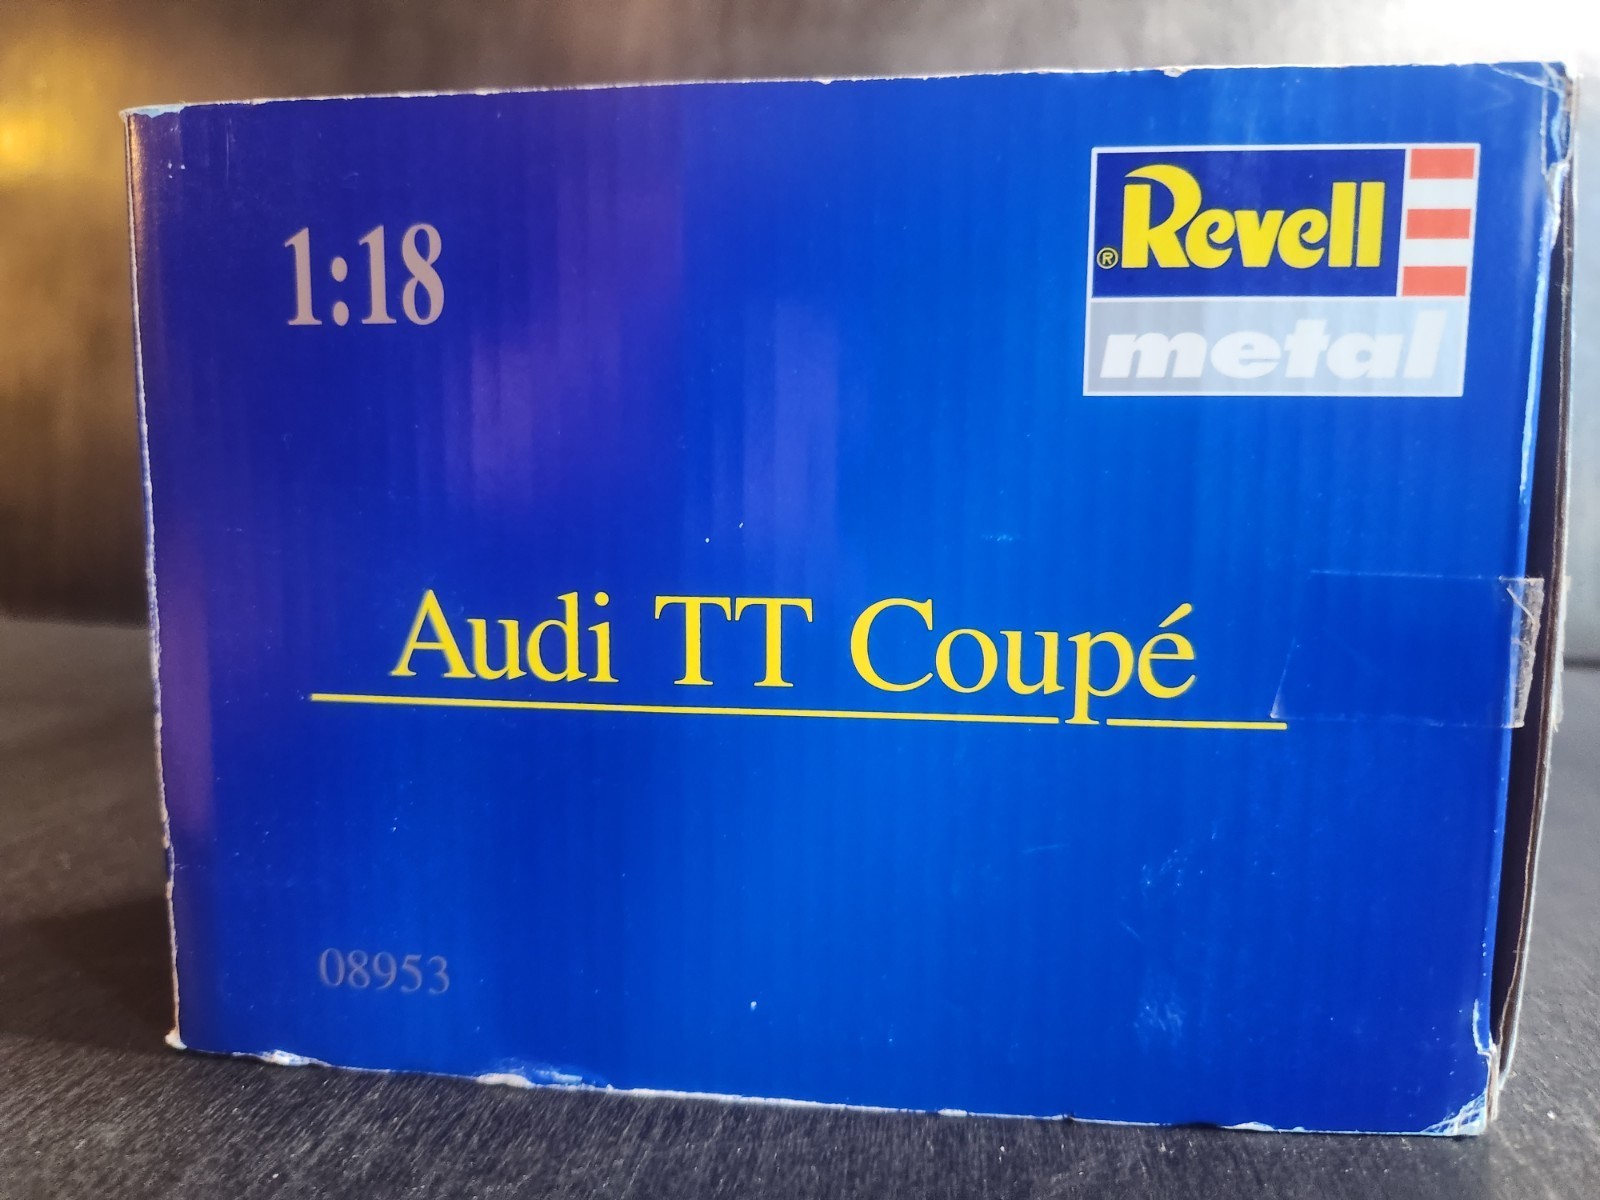 1:18
® Revell
metal
Audi TT Coupé
08953